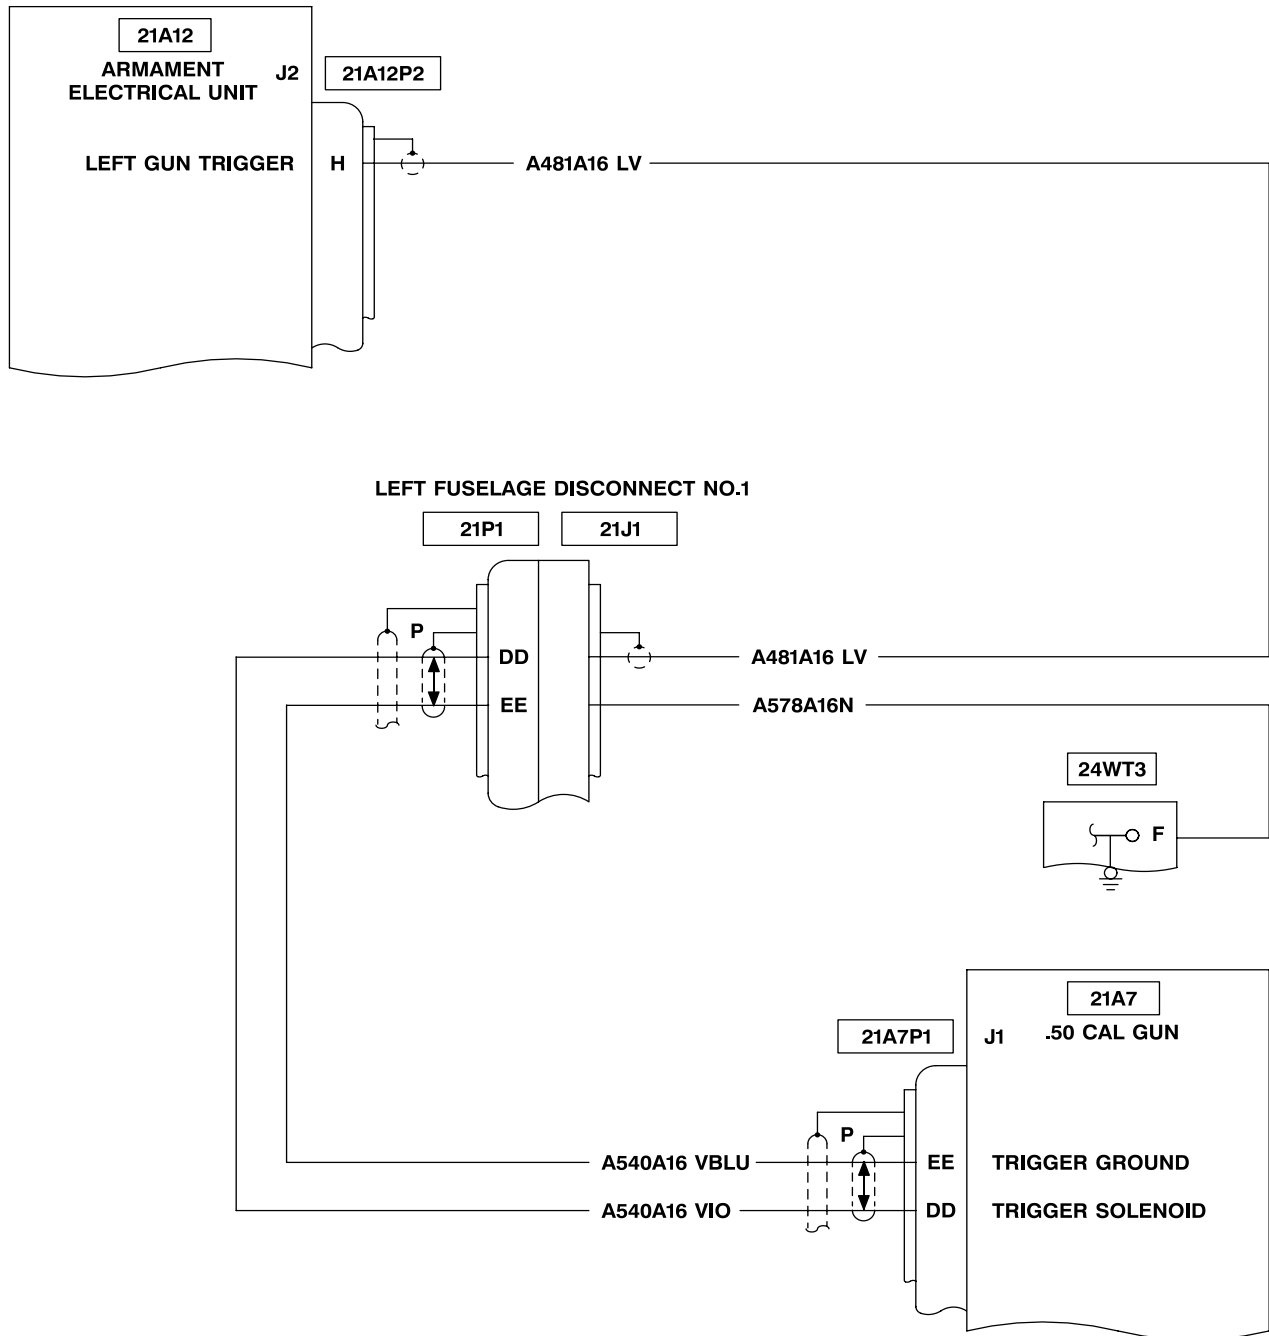 21A12
ARMAMENT
ELECTRICAL UNIT
J2
21A12P2
LEFT GUN TRIGGER
H
A481A16 LV
LEFT FUSELAGE DISCONNECT NO.1
21P1
21J1
P
DD
A481A16 LV
EE
A578A16N
24WT3
F
21A7
21A7P1
J1
.50 CAL GUN
P
A540A16 VBLU
EE
TRIGGER GROUND
A540A16 VIO
DD
TRIGGER SOLENOID